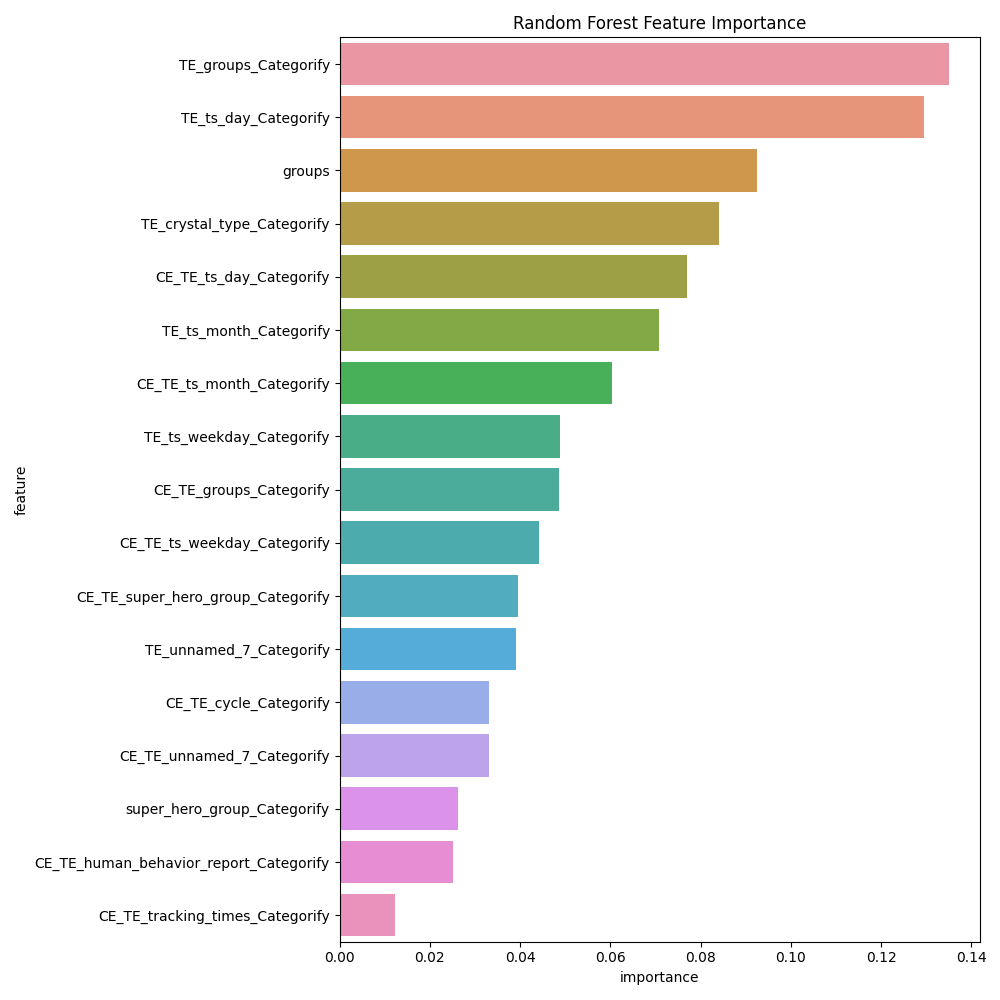 Random Forest Feature Importance
TE_groups_Categorify
TE_ts_day_Categorify
groups
TE_crystal_type_Categorify
CE_TE_ts_day_Categorify
TE_ts_month_Categorify
CE_TE_ts_month_Categorify
TE_ts_weekday_Categorify
CE_TE_groups_Categorify
CE_TE_ts_weekday_Categorify
CE_TE_super_hero_group_Categorify
TE_unnamed_7_Categorify
CE_TE_cycle_Categorify
CE_TE_unnamed_7_Categorify
super_hero_group_Categorify
CE_TE_human_behavior_report_Categorify
CE_TE_tracking_times_Categorify
feature
0.00 0.02 0.04 0.06 0.08 0.10 0.12 0.14
importance